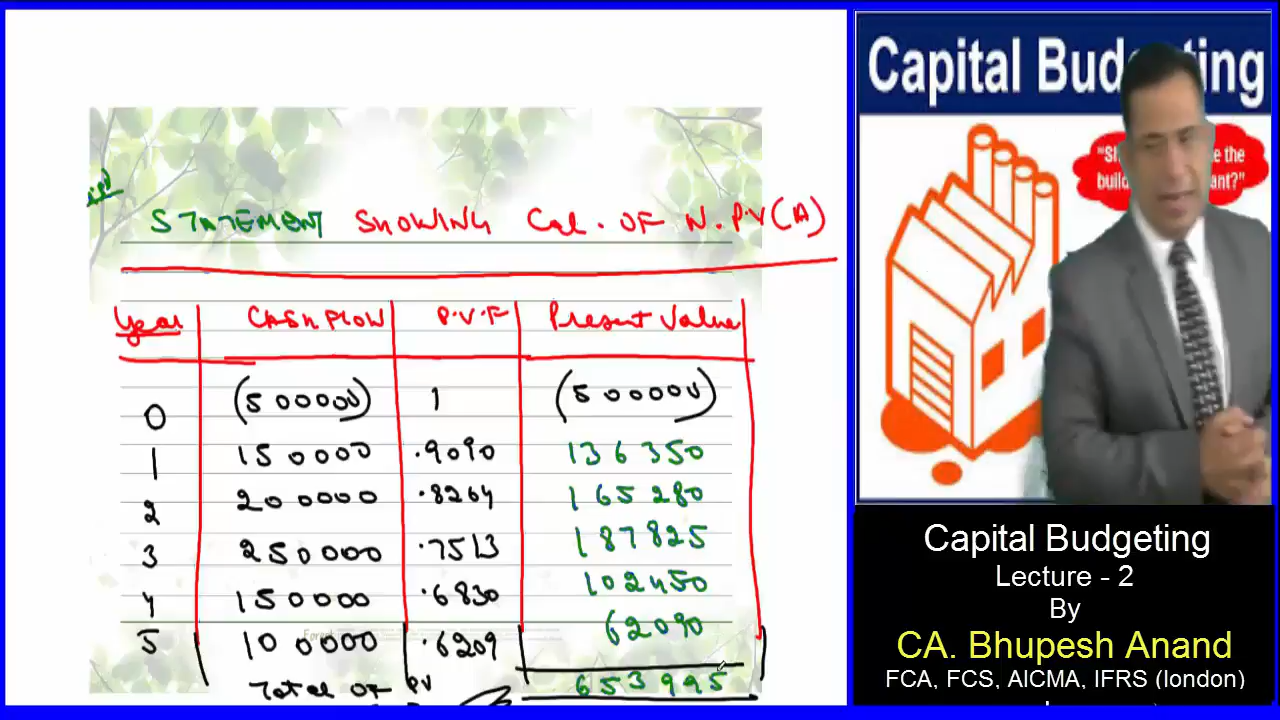 STATEMENT SHOWING Cal. OF N.P.V(A)
Year CASH FLOW P.V.F Present Value
0 (500000) 1 (500000)
1 150000 .9090 136350
2 200000 .8264 165280
3 250000 .7513 187825
4 150000 .6830 102450
5 100000 .6209 62090
Total OF PV 653995
Capital Budgeting
Capital Budgeting
Lecture - 2
By
CA. Bhupesh Anand
FCA, FCS, AICMA, IFRS (london)